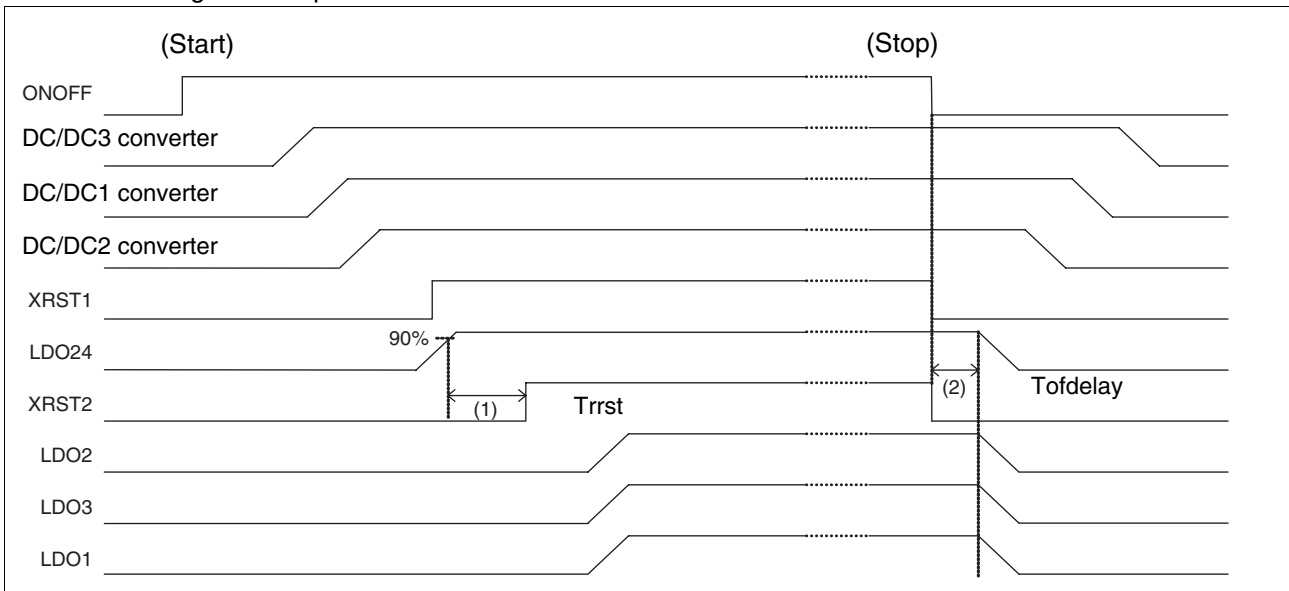 (Start) (Stop)
ONOFF
DC/DC3 converter
DC/DC1 converter
DC/DC2 converter
XRST1
90%
LDO24
XRST2 (1) Trrst (2) Tofdelay
LDO2
LDO3
LDO1